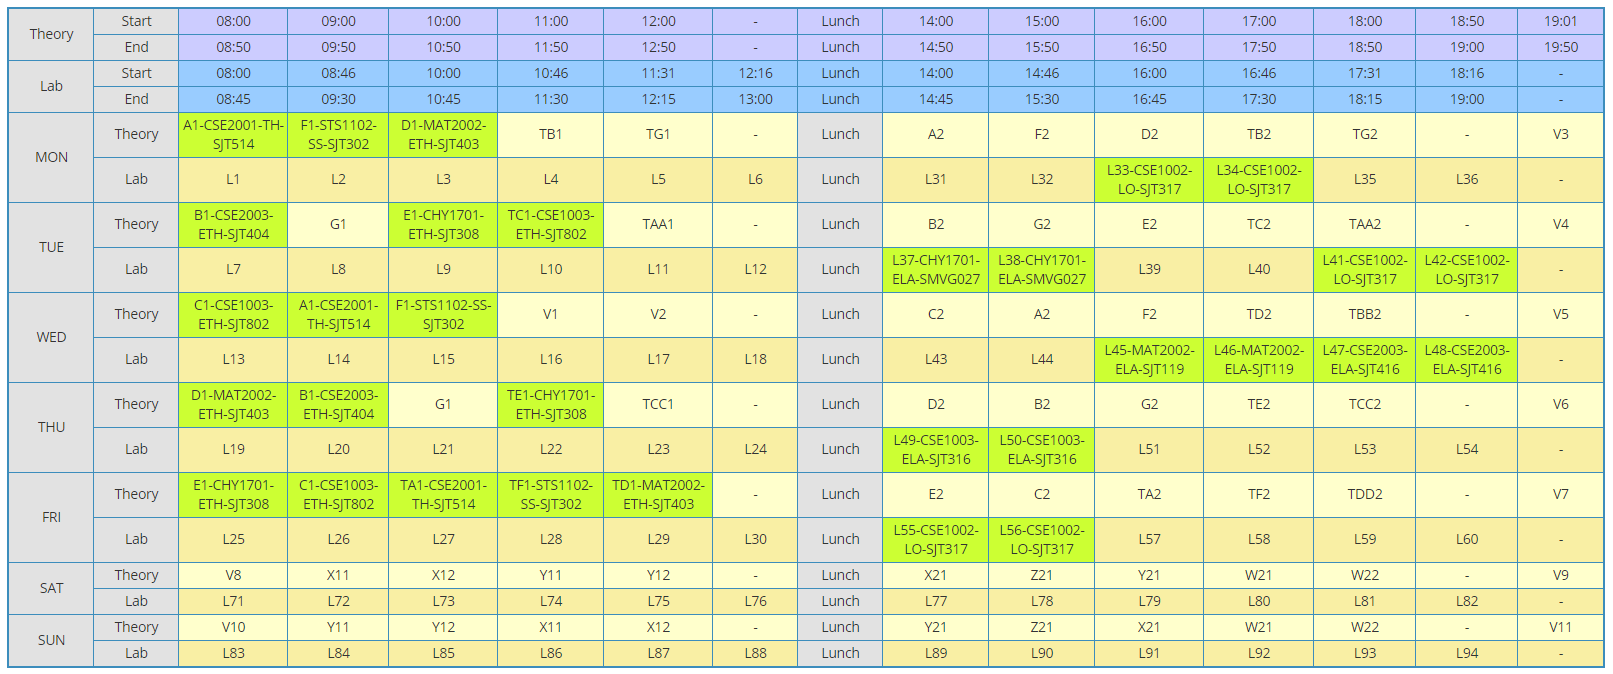 Theory Start 08:00 09:00 10:00 11:00 12:00 - Lunch 14:00 15:00 16:00 17:00 18:00 18:50 19:01
End 08:50 09:50 10:50 11:50 12:50 - Lunch 14:50 15:50 16:50 17:50 18:50 19:00 19:50
Lab Start 08:00 08:46 10:00 10:46 11:31 12:16 Lunch 14:00 14:46 16:00 16:46 17:31 18:16 -
End 08:45 09:30 10:45 11:30 12:15 13:00 Lunch 14:45 15:30 16:45 17:30 18:15 19:00 -
MON Theory A1-CSE2001-TH-SJT514 F1-STS1102-SS-SJT302 D1-MAT2002-ETH-SJT403 TB1 TG1 - Lunch A2 F2 D2 TB2 TG2 - V3
Lab L1 L2 L3 L4 L5 L6 Lunch L31 L32 L33-CSE1002-LO-SJT317 L34-CSE1002-LO-SJT317 L35 L36 -
TUE Theory B1-CSE2003-ETH-SJT404 G1 E1-CHY1701-ETH-SJT308 TC1-CSE1003-ETH-SJT802 TAA1 - Lunch B2 G2 E2 TC2 TAA2 - V4
Lab L7 L8 L9 L10 L11 L12 Lunch L37-CHY1701-ELA-SMVG027 L38-CHY1701-ELA-SMVG027 L39 L40 L41-CSE1002-LO-SJT317 L42-CSE1002-LO-SJT317 -
WED Theory C1-CSE1003-ETH-SJT802 A1-CSE2001-TH-SJT514 F1-STS1102-SS-SJT302 V1 V2 - Lunch C2 A2 F2 TD2 TBB2 - V5
Lab L13 L14 L15 L16 L17 L18 Lunch L43 L44 L45-MAT2002-ELA-SJT119 L46-MAT2002-ELA-SJT119 L47-CSE2003-ELA-SJT416 L48-CSE2003-ELA-SJT416 -
THU Theory D1-MAT2002-ETH-SJT403 B1-CSE2003-ETH-SJT404 G1 TE1-CHY1701-ETH-SJT308 TCC1 - Lunch D2 B2 G2 TE2 TCC2 - V6
Lab L19 L20 L21 L22 L23 L24 Lunch L49-CSE1003-ELA-SJT316 L50-CSE1003-ELA-SJT316 L51 L52 L53 L54 -
FRI Theory E1-CHY1701-ETH-SJT308 C1-CSE1003-ETH-SJT802 TA1-CSE2001-TH-SJT514 TF1-STS1102-SS-SJT302 TD1-MAT2002-ETH-SJT403 - Lunch E2 C2 TA2 TF2 TDD2 - V7
Lab L25 L26 L27 L28 L29 L30 Lunch L55-CSE1002-LO-SJT317 L56-CSE1002-LO-SJT317 L57 L58 L59 L60 -
SAT Theory V8 X11 X12 Y11 Y12 - Lunch X21 Z21 Y21 W21 W22 - V9
Lab L71 L72 L73 L74 L75 L76 Lunch L77 L78 L79 L80 L81 L82 -
SUN Theory V10 Y11 Y12 X11 X12 - Lunch Y21 Z21 X21 W21 W22 - V11
Lab L83 L84 L85 L86 L87 L88 Lunch L89 L90 L91 L92 L93 L94 -